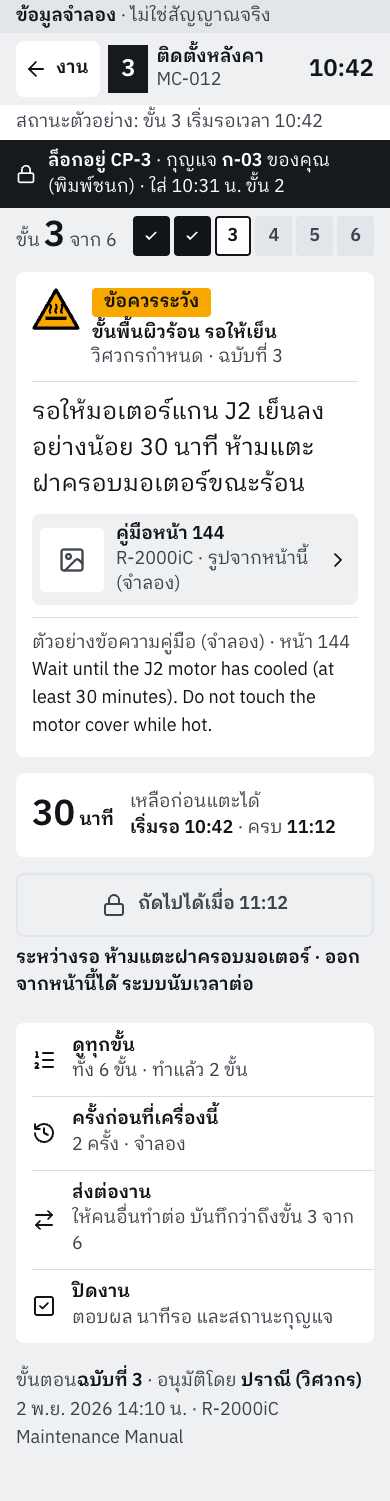 ข้อมูลจำลอง · ไม่ใช่สัญญาณจริง
งาน
3
ติดตั้งหลังคา
MC-012
10:42
สถานะตัวอย่าง: ขั้น 3 เริ่มรอเวลา 10:42
ล็อกอยู่ CP-3 · กุญแจ ก-03 ของคุณ
(พิมพ์ชนก) · ใส่ 10:31 น. ขั้น 2
ขั้น 3 จาก 6
3 4 5 6
ข้อควรระวัง
ขั้นพื้นผิวร้อน รอให้เย็น
วิศวกรกำหนด · ฉบับที่ 3
รอให้มอเตอร์แกน J2 เย็นลง
อย่างน้อย 30 นาที ห้ามแตะ
ฝาครอบมอเตอร์ขณะร้อน
คู่มือหน้า 144
R-2000iC · รูปจากหน้านี้
(จำลอง)
ตัวอย่างข้อความคู่มือ (จำลอง) · หน้า 144
Wait until the J2 motor has cooled (at
least 30 minutes). Do not touch the
motor cover while hot.
30 นาที
เหลือก่อนแตะได้
เริ่มรอ 10:42 · ครบ 11:12
ถัดไปได้เมื่อ 11:12
ระหว่างรอ ห้ามแตะฝาครอบมอเตอร์ · ออก
จากหน้านี้ได้ ระบบนับเวลาต่อ
ดูทุกขั้น
ทั้ง 6 ขั้น · ทำแล้ว 2 ขั้น
ครั้งก่อนที่เครื่องนี้
2 ครั้ง · จำลอง
ส่งต่องาน
ให้คนอื่นทำต่อ บันทึกว่าถึงขั้น 3 จาก
6
ปิดงาน
ตอบผล นาทีรอ และสถานะกุญแจ
ขั้นตอนฉบับที่ 3 · อนุมัติโดย ปราณี (วิศวกร)
2 พ.ย. 2026 14:10 น. · R-2000iC
Maintenance Manual